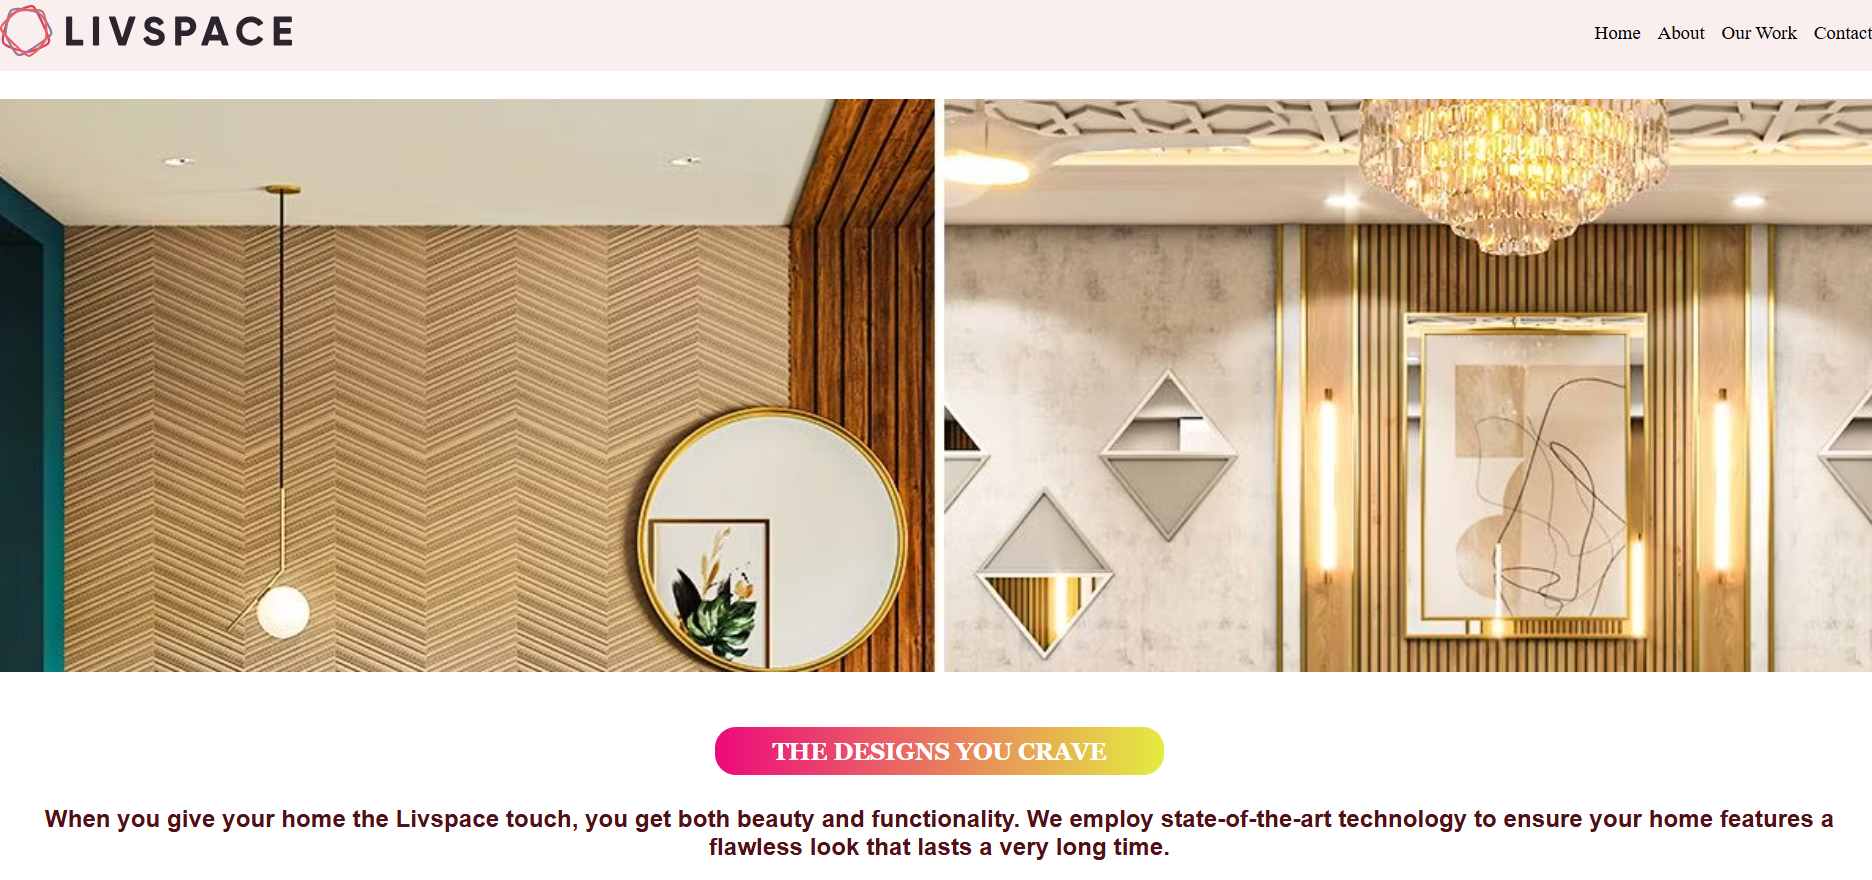 LIVSPACE
Home About Our Work Contact
THE DESIGNS YOU CRAVE
When you give your home the Livspace touch, you get both beauty and functionality. We employ state-of-the-art technology to ensure your home features a
flawless look that lasts a very long time.